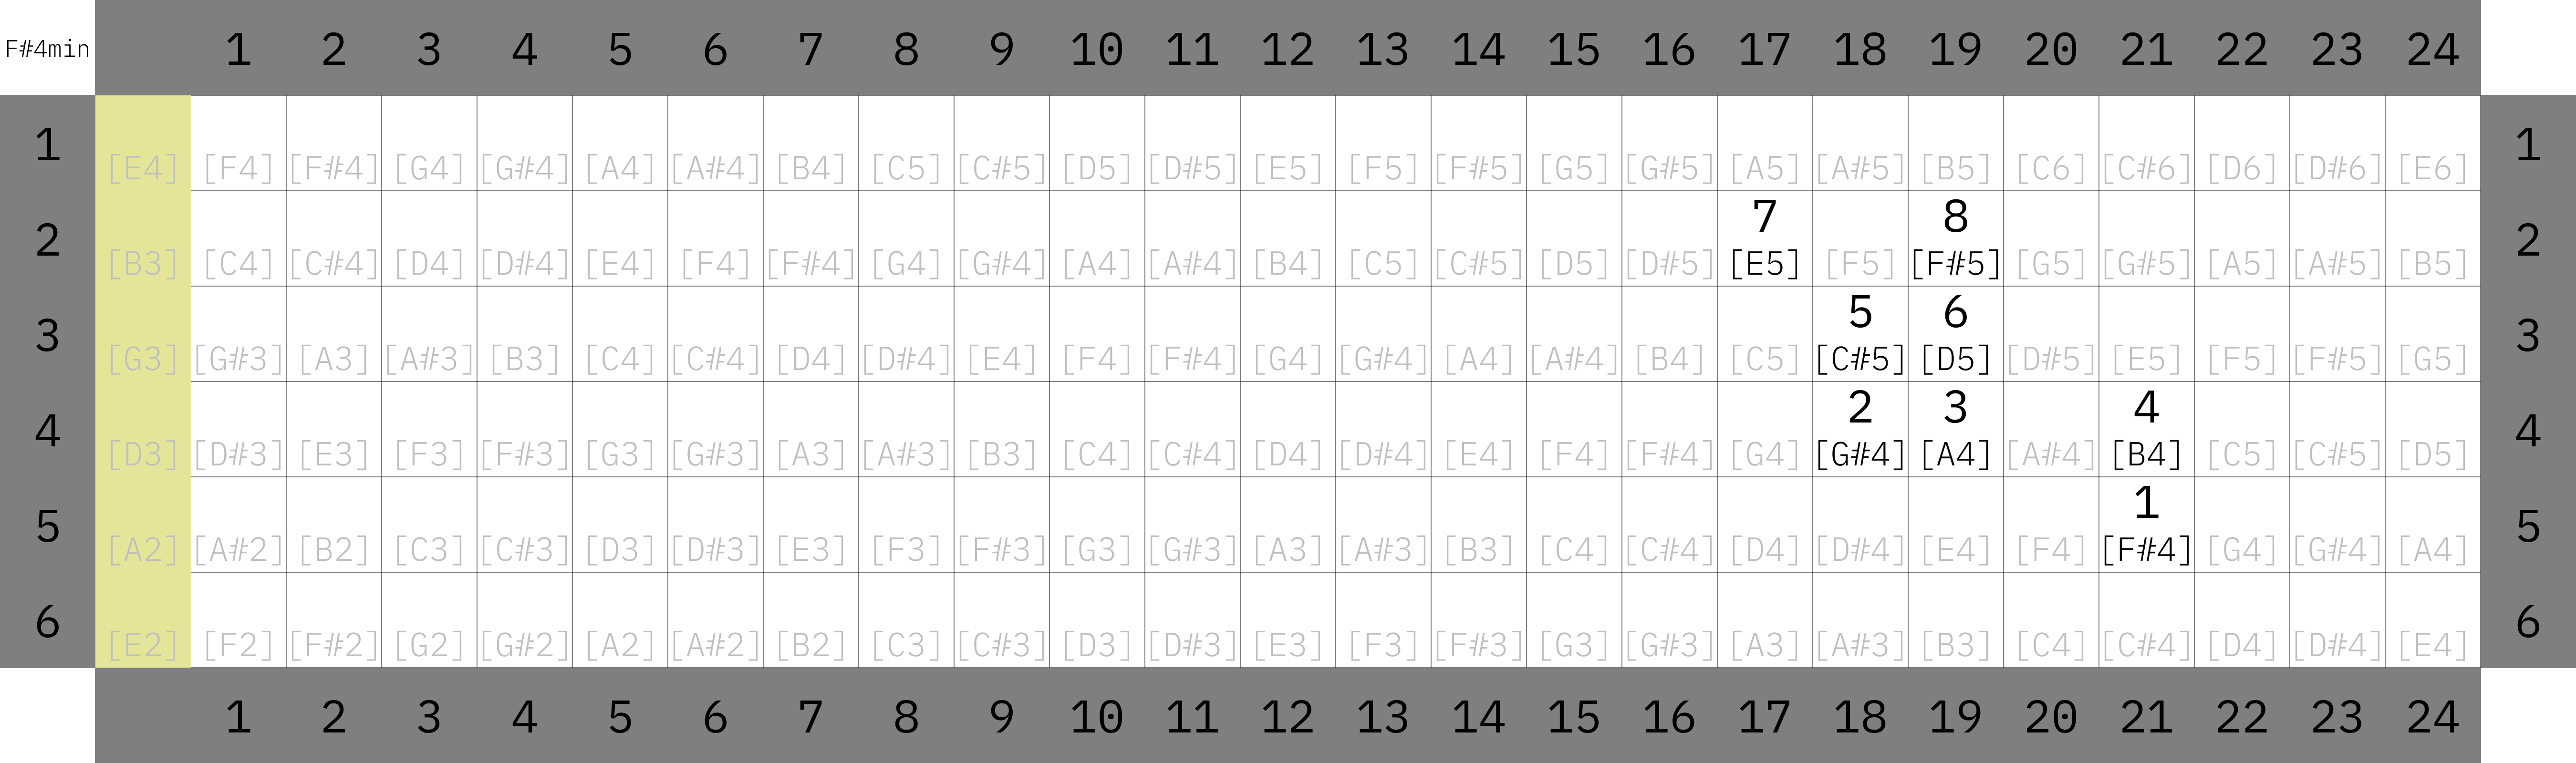 F#4min 1 2 3 4 5 6 7 8 9 10 11 12 13 14 15 16 17 18 19 20 21 22 23 24
1 [E4] [F4] [F#4] [G4] [G#4] [A4] [A#4] [B4] [C5] [C#5] [D5] [D#5] [E5] [F5] [F#5] [G5] [G#5] [A5] [A#5] [B5] [C6] [C#6] [D6] [D#6] [E6] 1
7 8
2 [B3] [C4] [C#4] [D4] [D#4] [E4] [F4] [F#4] [G4] [G#4] [A4] [A#4] [B4] [C5] [C#5] [D5] [D#5] [E5] [F5] [F#5] [G5] [G#5] [A5] [A#5] [B5] 2
5 6
3 [G3] [G#3] [A3] [A#3] [B3] [C4] [C#4] [D4] [D#4] [E4] [F4] [F#4] [G4] [G#4] [A4] [A#4] [B4] [C5] [C#5] [D5] [D#5] [E5] [F5] [F#5] [G5] 3
2 3 4
4 [D3] [D#3] [E3] [F3] [F#3] [G3] [G#3] [A3] [A#3] [B3] [C4] [C#4] [D4] [D#4] [E4] [F4] [F#4] [G4] [G#4] [A4] [A#4] [B4] [C5] [C#5] [D5] 4
1
5 [A2] [A#2] [B2] [C3] [C#3] [D3] [D#3] [E3] [F3] [F#3] [G3] [G#3] [A3] [A#3] [B3] [C4] [C#4] [D4] [D#4] [E4] [F4] [F#4] [G4] [G#4] [A4] 5
6 [E2] [F2] [F#2] [G2] [G#2] [A2] [A#2] [B2] [C3] [C#3] [D3] [D#3] [E3] [F3] [F#3] [G3] [G#3] [A3] [A#3] [B3] [C4] [C#4] [D4] [D#4] [E4] 6
1 2 3 4 5 6 7 8 9 10 11 12 13 14 15 16 17 18 19 20 21 22 23 24